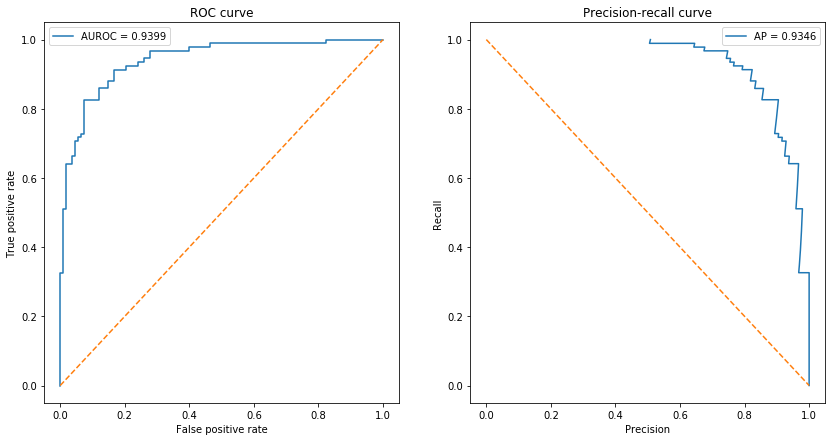 ROC curve
AUROC = 0.9399
1.0
0.8
0.6
0.4
0.2
0.0
True positive rate
0.0 0.2 0.4 0.6 0.8 1.0
False positive rate
Precision-recall curve
AP = 0.9346
1.0
0.8
0.6
0.4
0.2
0.0
Recall
0.0 0.2 0.4 0.6 0.8 1.0
Precision